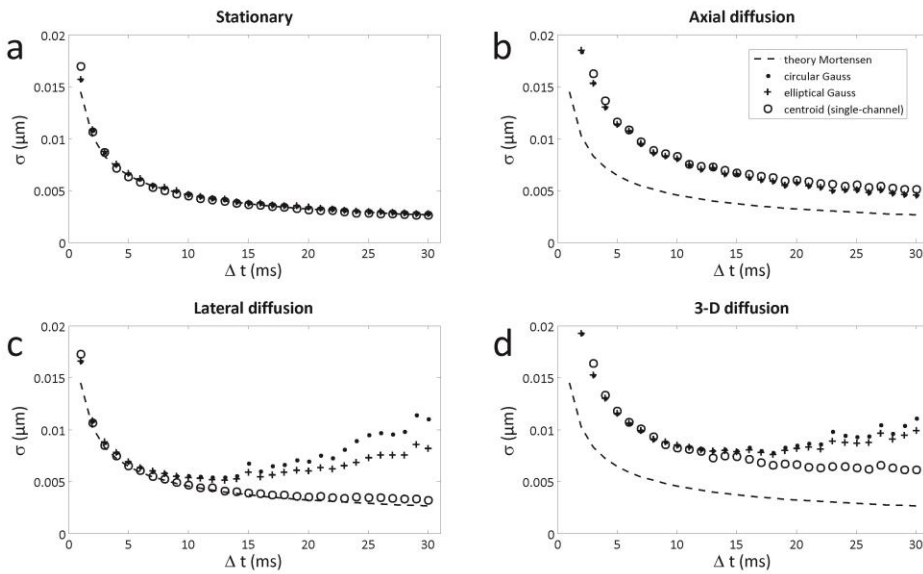 Stationary
a
0.02
0.015
0.01
0.005
0
σ (µm)
0 5 10 15 20 25 30
Δ t (ms)
Axial diffusion
b
0.02
0.015
0.01
0.005
0
σ (µm)
0 5 10 15 20 25 30
Δ t (ms)
theory Mortensen
circular Gauss
elliptical Gauss
centroid (single-channel)
Lateral diffusion
c
0.02
0.015
0.01
0.005
0
σ (µm)
0 5 10 15 20 25 30
Δ t (ms)
3-D diffusion
d
0.02
0.015
0.01
0.005
0
σ (µm)
0 5 10 15 20 25 30
Δ t (ms)